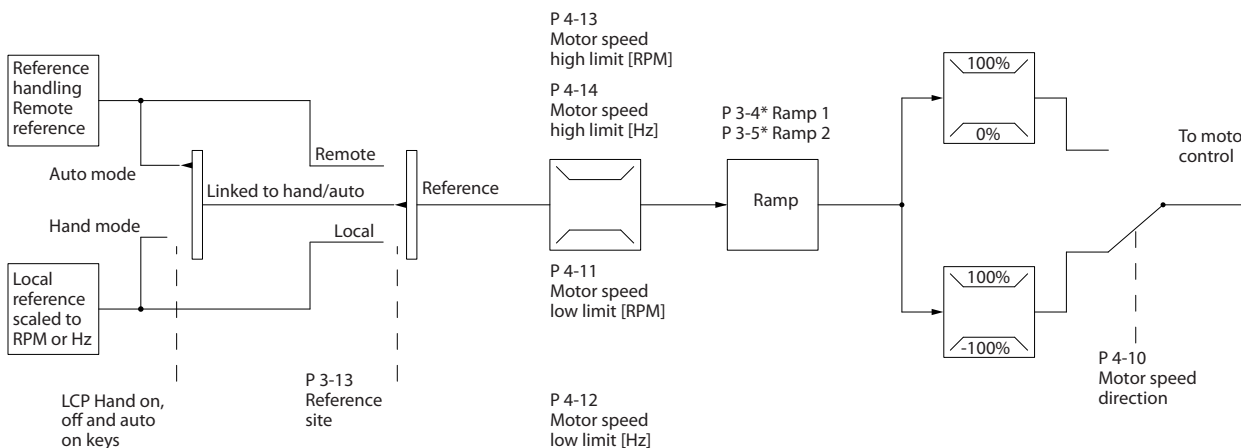 P 4-13
Motor speed
high limit [RPM]
Reference
handling
Remote
reference
P 4-14
Motor speed
high limit [Hz]
P 3-4* Ramp 1
P 3-5* Ramp 2
100%
0%
To motor
control
Remote
Auto mode
Linked to hand/auto
Reference
Ramp
Hand mode
Local
Local
reference
scaled to
RPM or Hz
P 4-11
Motor speed
low limit [RPM]
100%
-100%
P 4-10
Motor speed
direction
LCP Hand on,
off and auto
on keys
P 3-13
Reference
site
P 4-12
Motor speed
low limit [Hz]